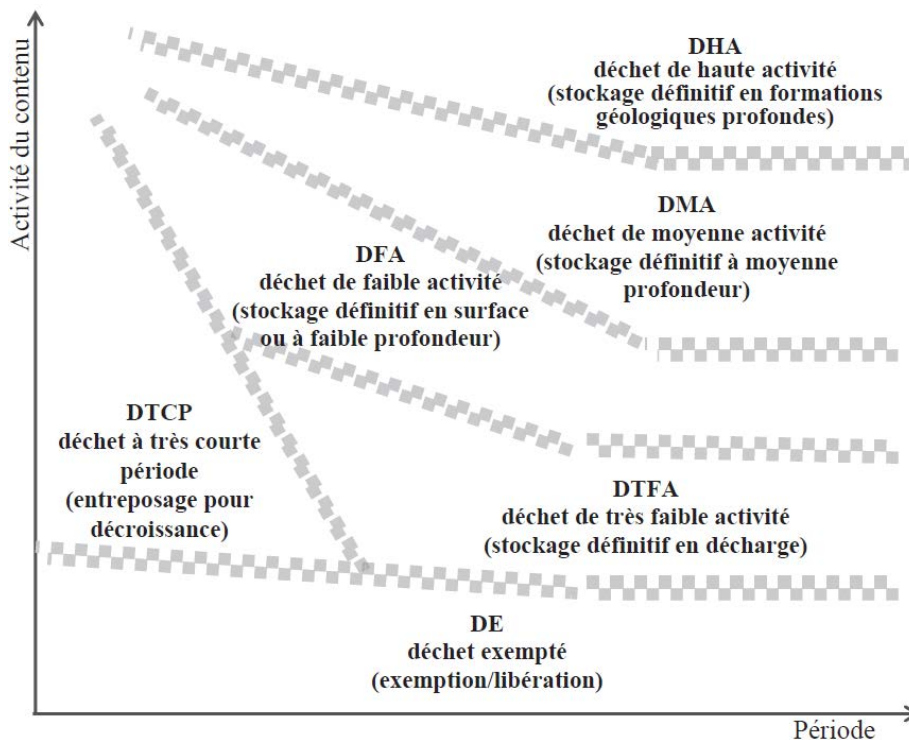 Activité du contenu
DHA
déchet de haute activité
(stockage définitif en formations
géologiques profondes)
DMA
déchet de moyenne activité
(stockage définitif à moyenne
profondeur)
DFA
déchet de faible activité
(stockage définitif en surface
ou à faible profondeur)
DTCP
déchet à très courte
période
(entreposage pour
décroissance)
DTFA
déchet de très faible activité
(stockage définitif en décharge)
DE
déchet exempté
(exemption/libération)
Période